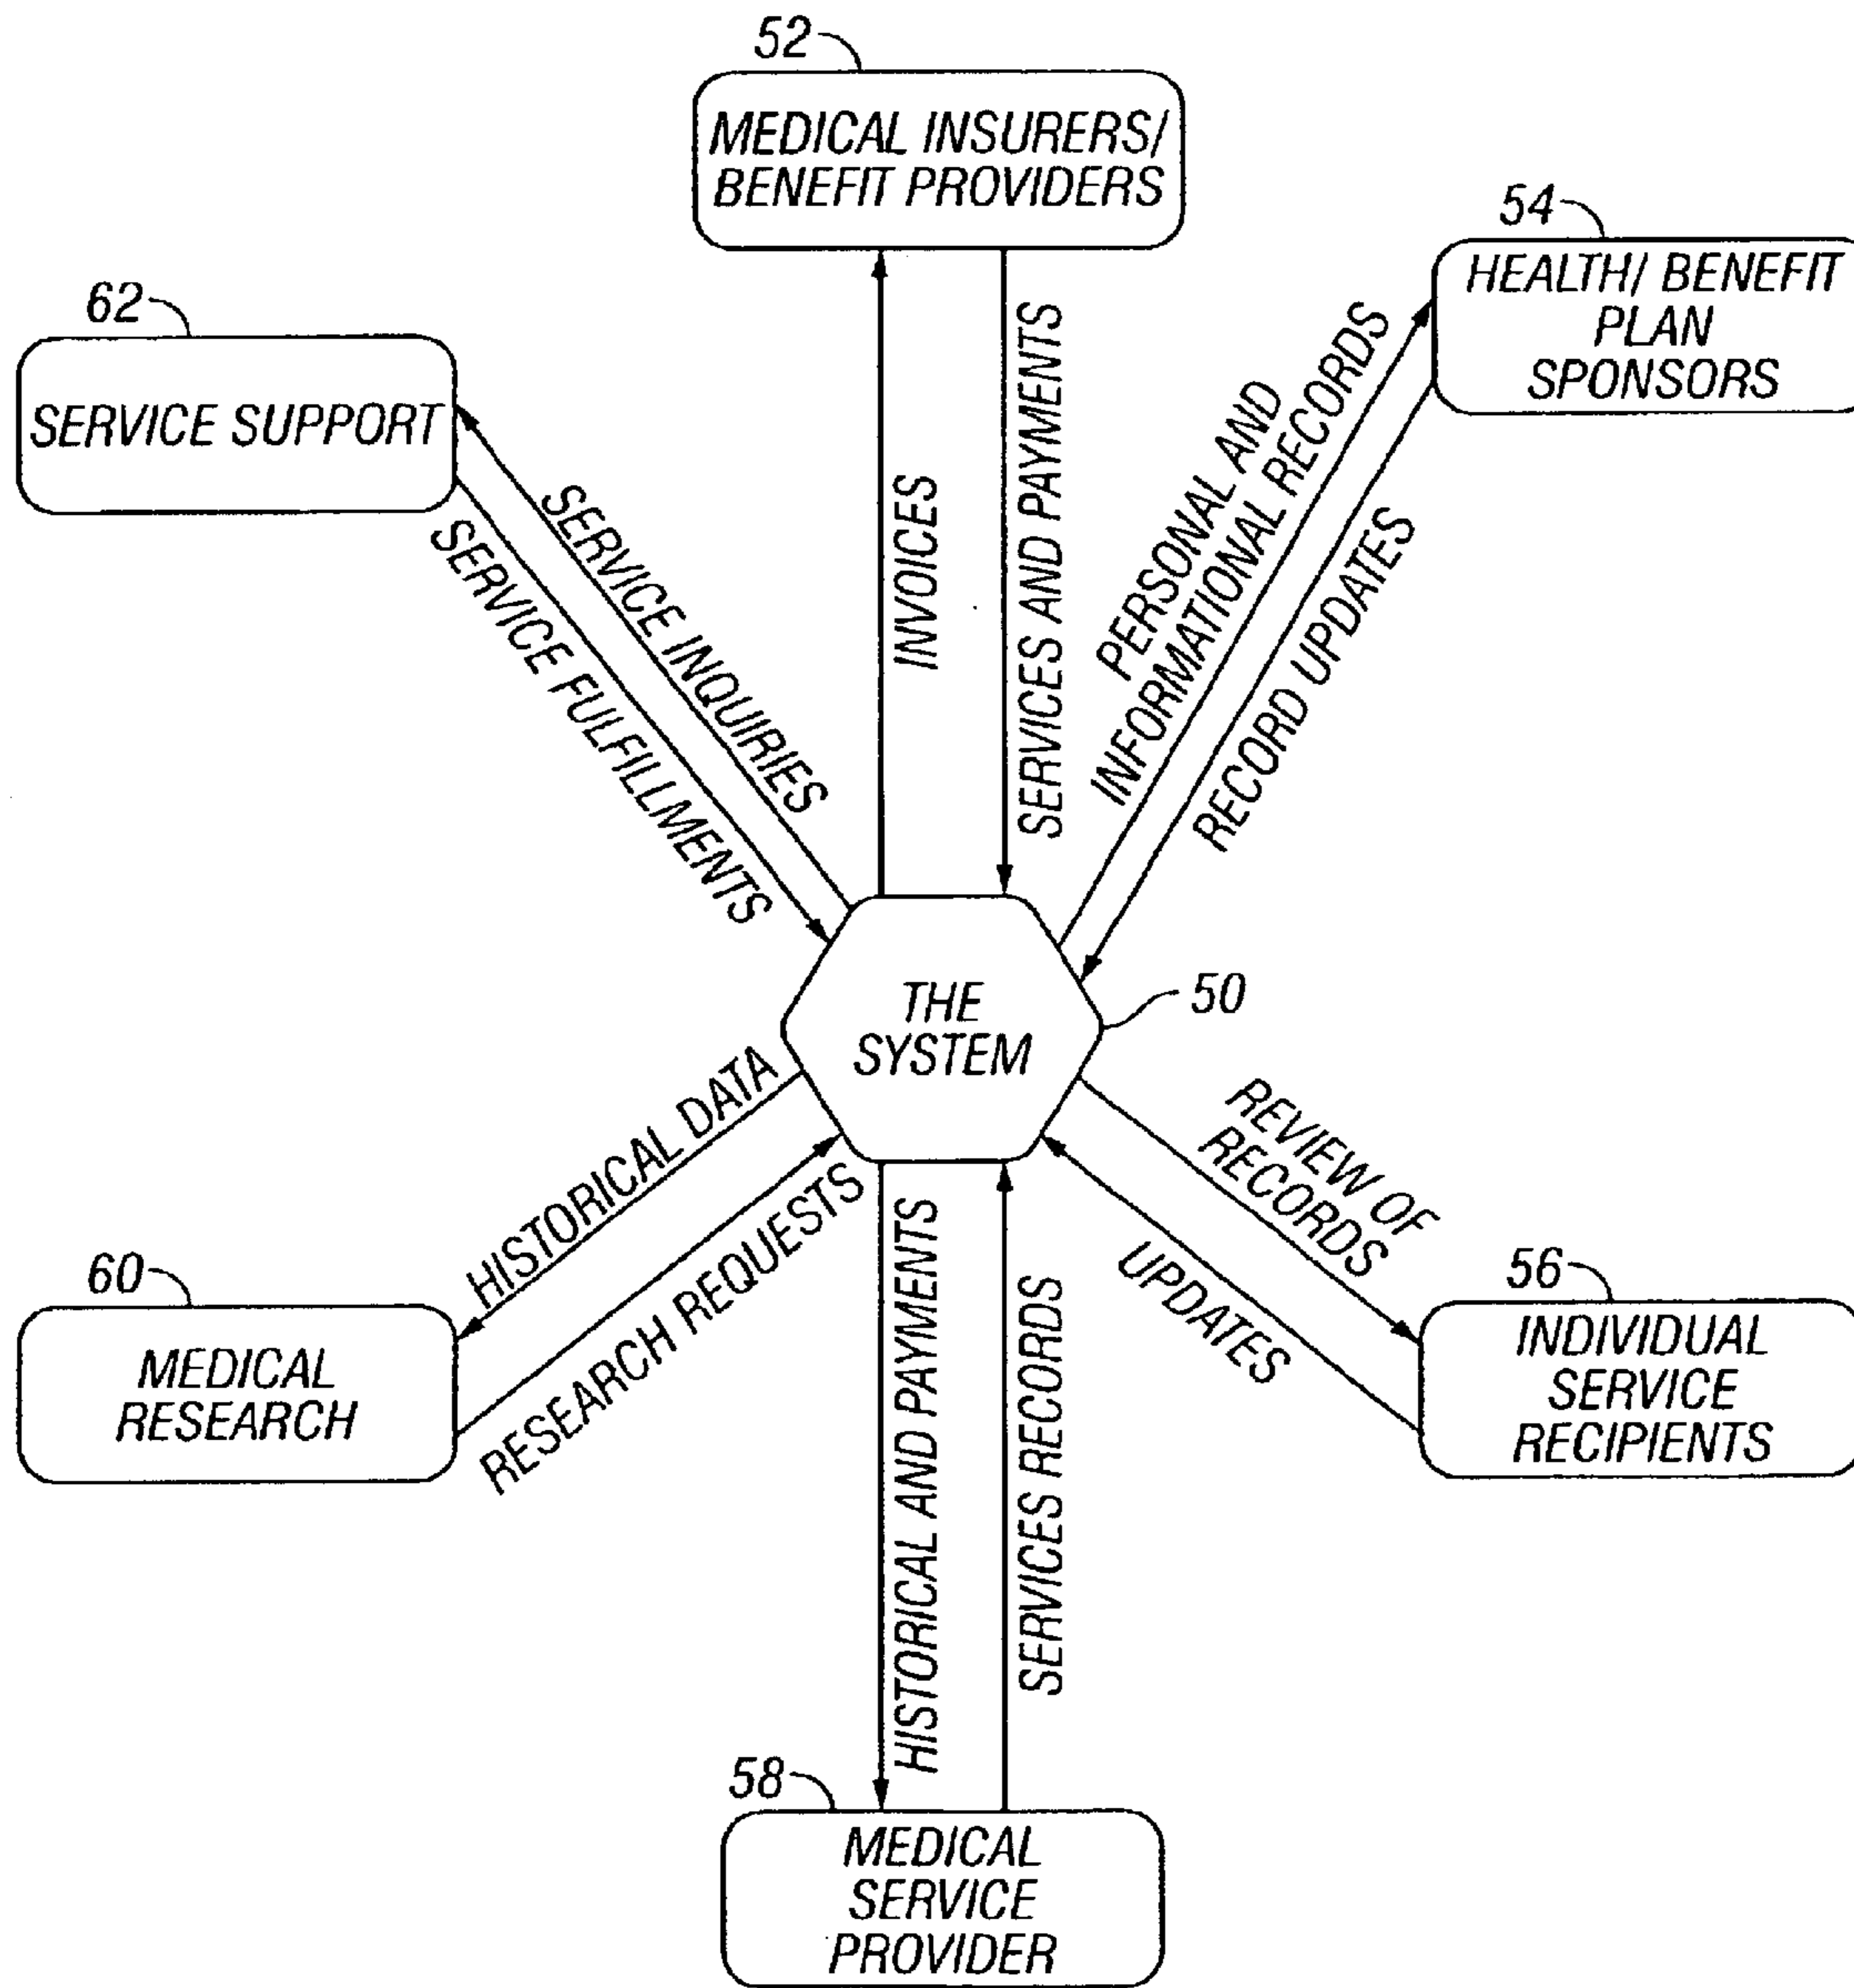 52
MEDICAL INSURERS/
BENEFIT PROVIDERS
54
HEALTH/ BENEFIT
PLAN
SPONSORS
62
SERVICE SUPPORT
INVOICES
SERVICES AND PAYMENTS
PERSONAL AND
INFORMATIONAL RECORDS
RECORD UPDATES
SERVICE INQUIRIES
SERVICE FULFILLMENTS
THE
SYSTEM
50
HISTORICAL DATA
RESEARCH REQUESTS
REVIEW OF
RECORDS
UPDATES
60
MEDICAL
RESEARCH
HISTORICAL AND PAYMENTS
SERVICES RECORDS
56
INDIVIDUAL
SERVICE
RECIPIENTS
58
MEDICAL
SERVICE
PROVIDER